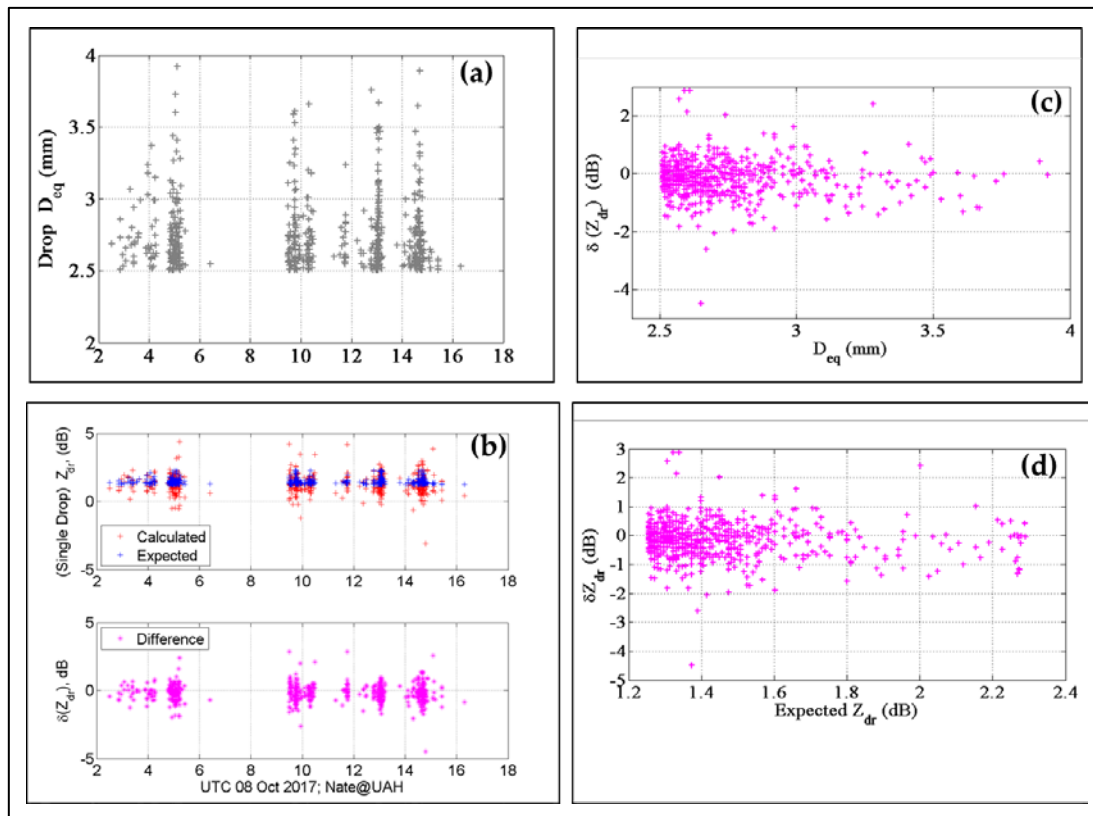 (a)
Drop D_eq (mm)
4
3.5
3
2.5
2
2 4 6 8 10 12 14 16 18
(c)
δ (Z_dr) (dB)
2
0
-2
-4
2.5 3 3.5 4
D_eq (mm)
(b)
(Single Drop) Z_dr, (dB)
5
0
-5
Calculated
Expected
2 4 6 8 10 12 14 16 18
Difference
δ(Z_dr), dB
5
0
-5
2 4 6 8 10 12 14 16 18
UTC 08 Oct 2017; Nate@UAH
(d)
δZ_dr (dB)
3
2
1
0
-1
-2
-3
-4
-5
1.2 1.4 1.6 1.8 2 2.2 2.4
Expected Z_dr (dB)